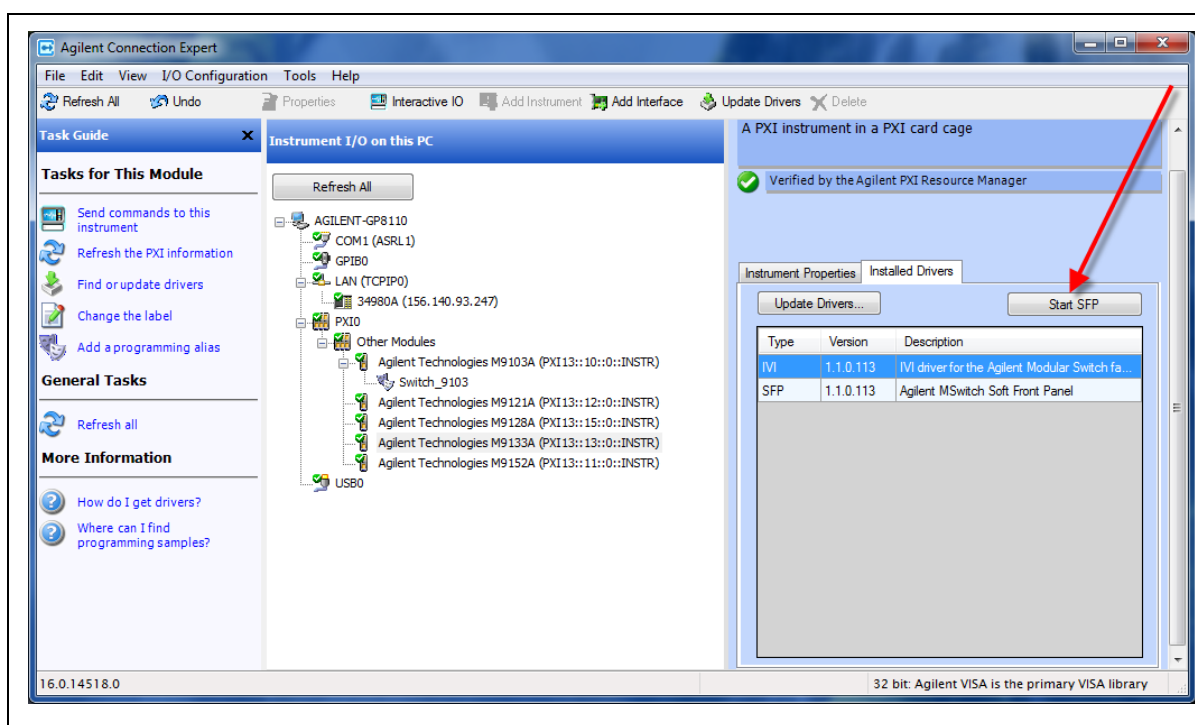 Agilent Connection Expert
File Edit View I/O Configuration Tools Help
Refresh All Undo Properties Interactive IO Add Instrument Add Interface Update Drivers Delete
Task Guide x
Tasks for This Module
Send commands to this
instrument
Refresh the PXI information
Find or update drivers
Change the label
Add a programming alias
General Tasks
Refresh all
More Information
How do I get drivers?
Where can I find
programming samples?
Instrument I/O on this PC
Refresh All
AGILENT-GP8110
COM1 (ASRL1)
GPIB0
LAN (TCPIP0)
34980A (156.140.93.247)
PXI0
Other Modules
Agilent Technologies M9103A (PXI13::10::0::INSTR)
Switch_9103
Agilent Technologies M9121A (PXI13::12::0::INSTR)
Agilent Technologies M9128A (PXI13::15::0::INSTR)
Agilent Technologies M9133A (PXI13::13::0::INSTR)
Agilent Technologies M9152A (PXI13::11::0::INSTR)
USB0
A PXI instrument in a PXI card cage
Verified by the Agilent PXI Resource Manager
Instrument Properties Installed Drivers
Update Drivers... Start SFP
Type Version Description
IVI 1.1.0.113 IVI driver for the Agilent Modular Switch fa...
SFP 1.1.0.113 Agilent MSwitch Soft Front Panel
16.0.14518.0 32 bit: Agilent VISA is the primary VISA library